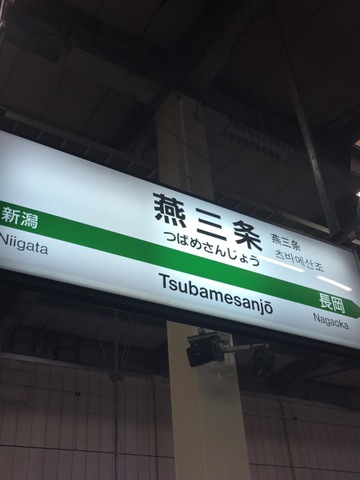 燕三条
燕三条
つばめさんじょう
츠바메산조
新潟
Niigata
Tsubamesanjō
長岡
Nagaoka